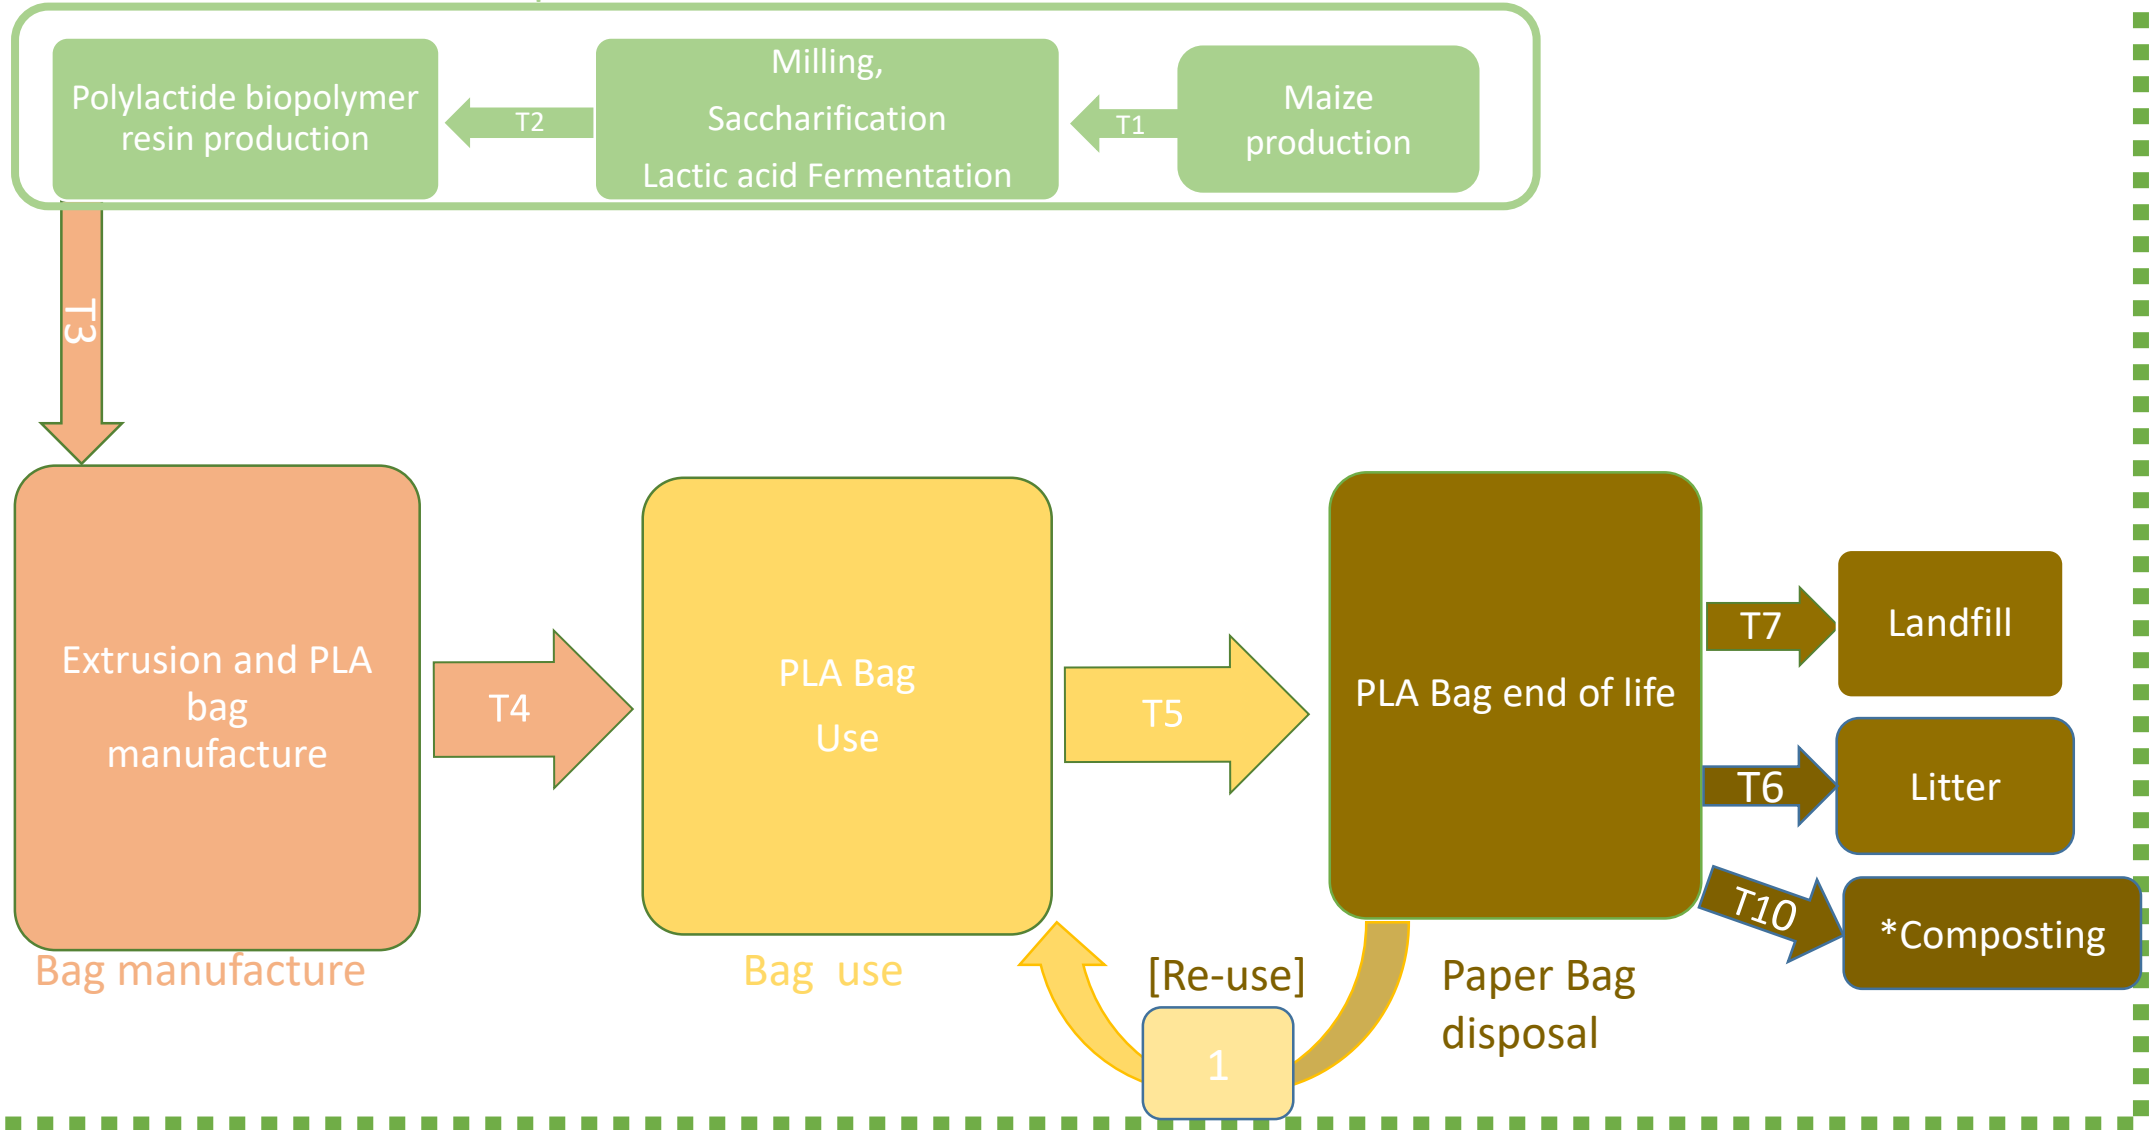 Polylactide biopolymer
resin production
T2
Milling,
Saccharification
Lactic acid Fermentation
T1
Maize
production
T3
Extrusion and PLA
bag
manufacture
T4
PLA Bag
Use
T5
PLA Bag end of life
T7
Landfill
T6
Litter
T10
*Composting
Bag manufacture
Bag use
[Re-use]
1
Paper Bag
disposal